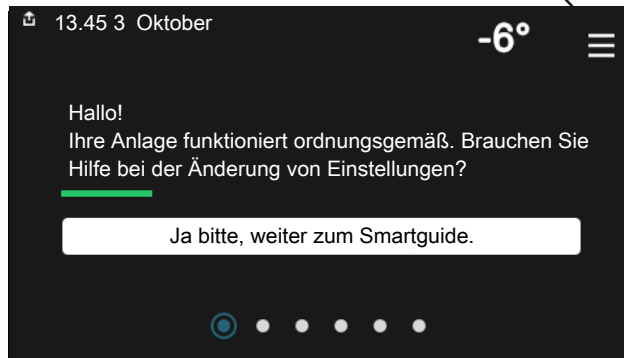 13.45 3 Oktober
-6°
Hallo!
Ihre Anlage funktioniert ordnungsgemäß. Brauchen Sie
Hilfe bei der Änderung von Einstellungen?
Ja bitte, weiter zum Smartguide.